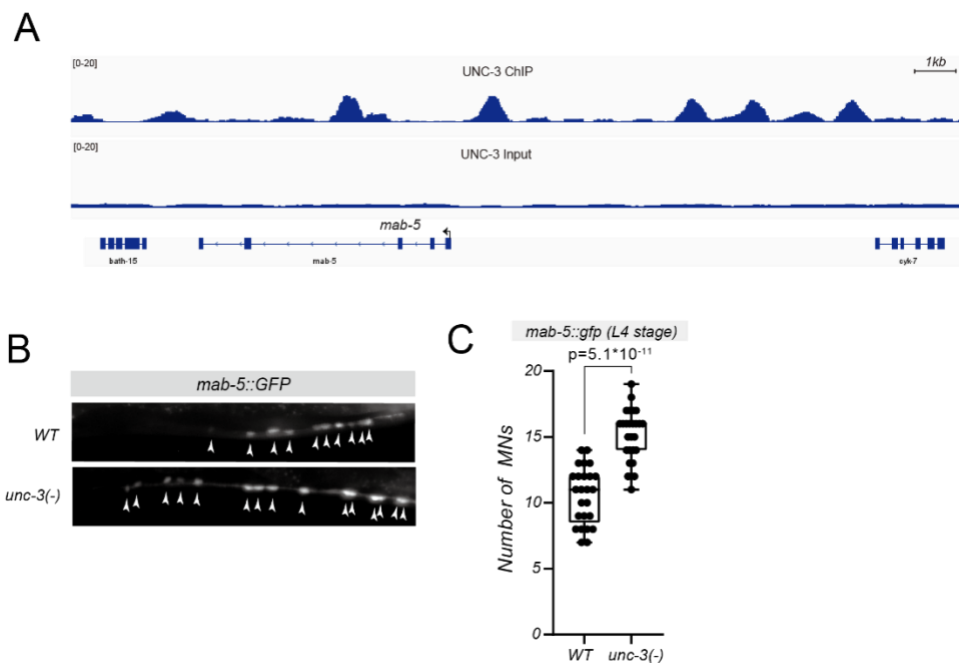 A
[0-20]
UNC-3 ChIP
1kb
[0-20]
UNC-3 Input
mab-5
bath-15
mab-5
cyk-7
B
mab-5::GFP
WT
unc-3(-)
C
mab-5::gfp (L4 stage)
p=5.1*10⁻¹¹
Number of MNs
20
15
10
5
0
WT
unc-3(-)